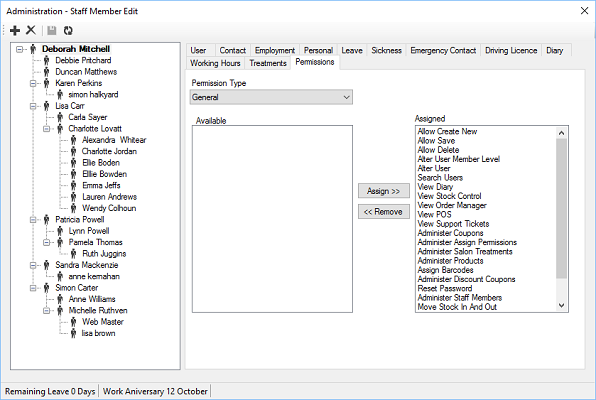 Administration - Staff Member Edit
Deborah Mitchell
Debbie Pritchard
Duncan Matthews
Karen Perkins
simon halkyard
Lisa Carr
Carla Sayer
Charlotte Lovatt
Alexandra Whitear
Charlotte Jordan
Ellie Boden
Ellie Bowden
Emma Jeffs
Lauren Andrews
Wendy Colhoun
Patricia Powell
Lynn Powell
Pamela Thomas
Ruth Juggins
Sandra Mackenzie
anne kernahan
Simon Carter
Anne Williams
Michelle Ruthven
Web Master
lisa brown
User Contact Employment Personal Leave Sickness Emergency Contact Driving Licence Diary
Working Hours Treatments Permissions
Permission Type
General
Available
Assign >>
<< Remove
Assigned
Allow Create New
Allow Save
Allow Delete
Alter User Member Level
Alter User
Search Users
View Diary
View Stock Control
View Order Manager
View POS
View Support Tickets
Administer Coupons
Administer Assign Permissions
Administer Salon Treatments
Administer Products
Assign Barcodes
Administer Discount Coupons
Reset Password
Administer Staff Members
Move Stock In And Out
Remaining Leave 0 Days Work Aniversary 12 October